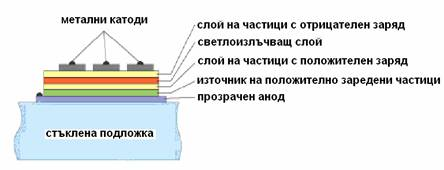 метални катоди
слой на частици с отрицателен заряд
светлоизлъчващ слой
слой на частици с положителен заряд
източник на положително заредени частици
прозрачен анод
стъклена подложка